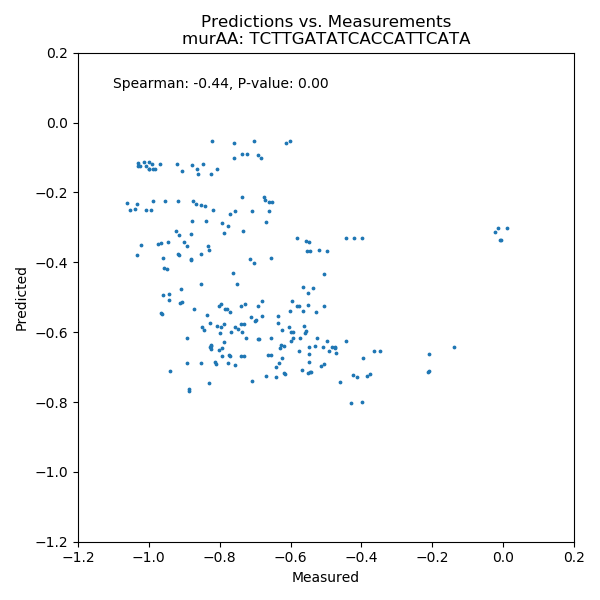 Predictions vs. Measurements
murAA: TCTTGATATCACCATTCATA
Spearman: -0.44, P-value: 0.00
0.2
0.0
−0.2
−0.4
−0.6
−0.8
−1.0
−1.2
Predicted
−1.2 −1.0 −0.8 −0.6 −0.4 −0.2 0.0 0.2
Measured